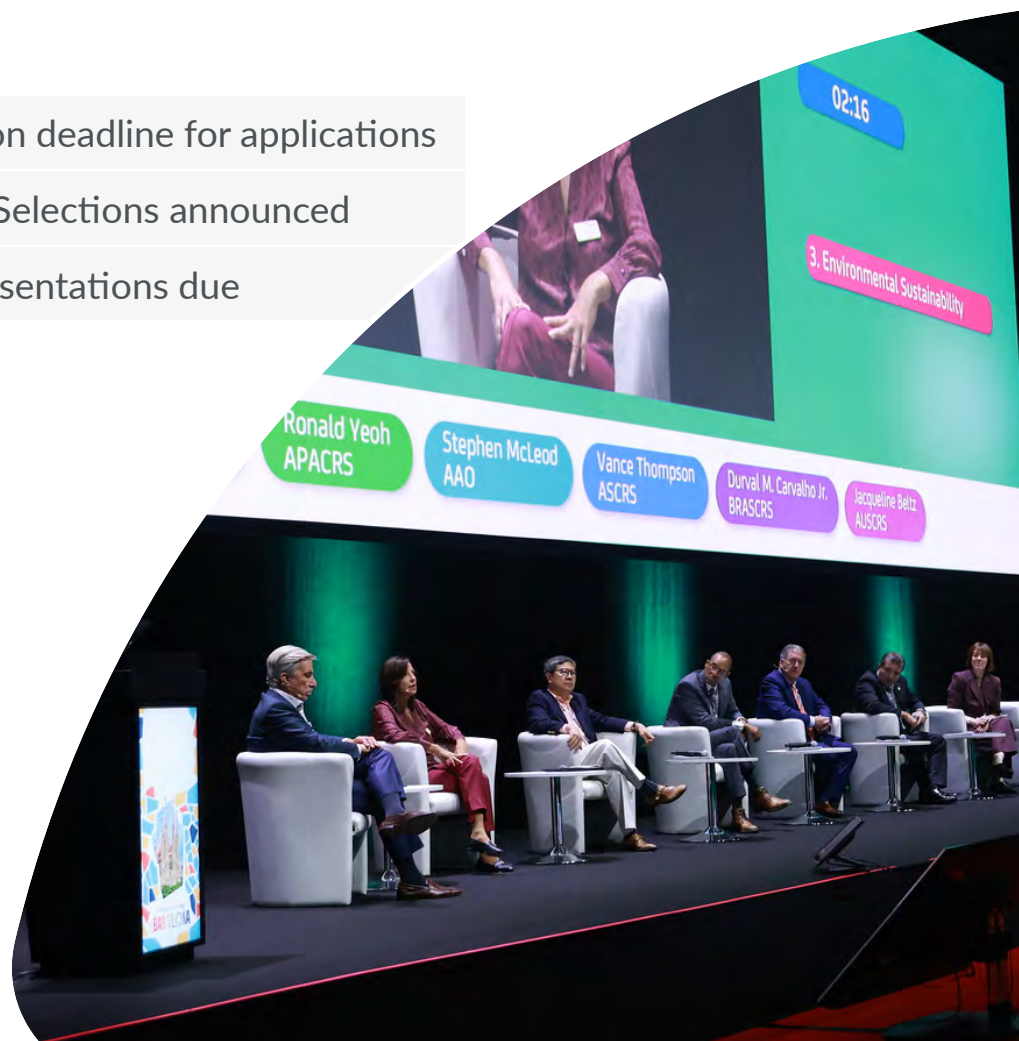 on deadline for applications
Selections announced
sentations due
02:16
3. Environmental Sustainability
Ronald Yeoh
APACRS
Stephen McLeod
AAO
Vance Thompson
ASCRS
Durval M. Carvalho Jr.
BRASCRS
Jacqueline Beltz
AUSCRS